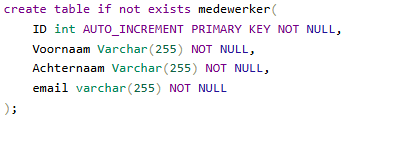 create table if not exists medewerker(
    ID int AUTO_INCREMENT PRIMARY KEY NOT NULL,
    Voornaam Varchar(255) NOT NULL,
    Achternaam Varchar(255) NOT NULL,
    email varchar(255) NOT NULL
);